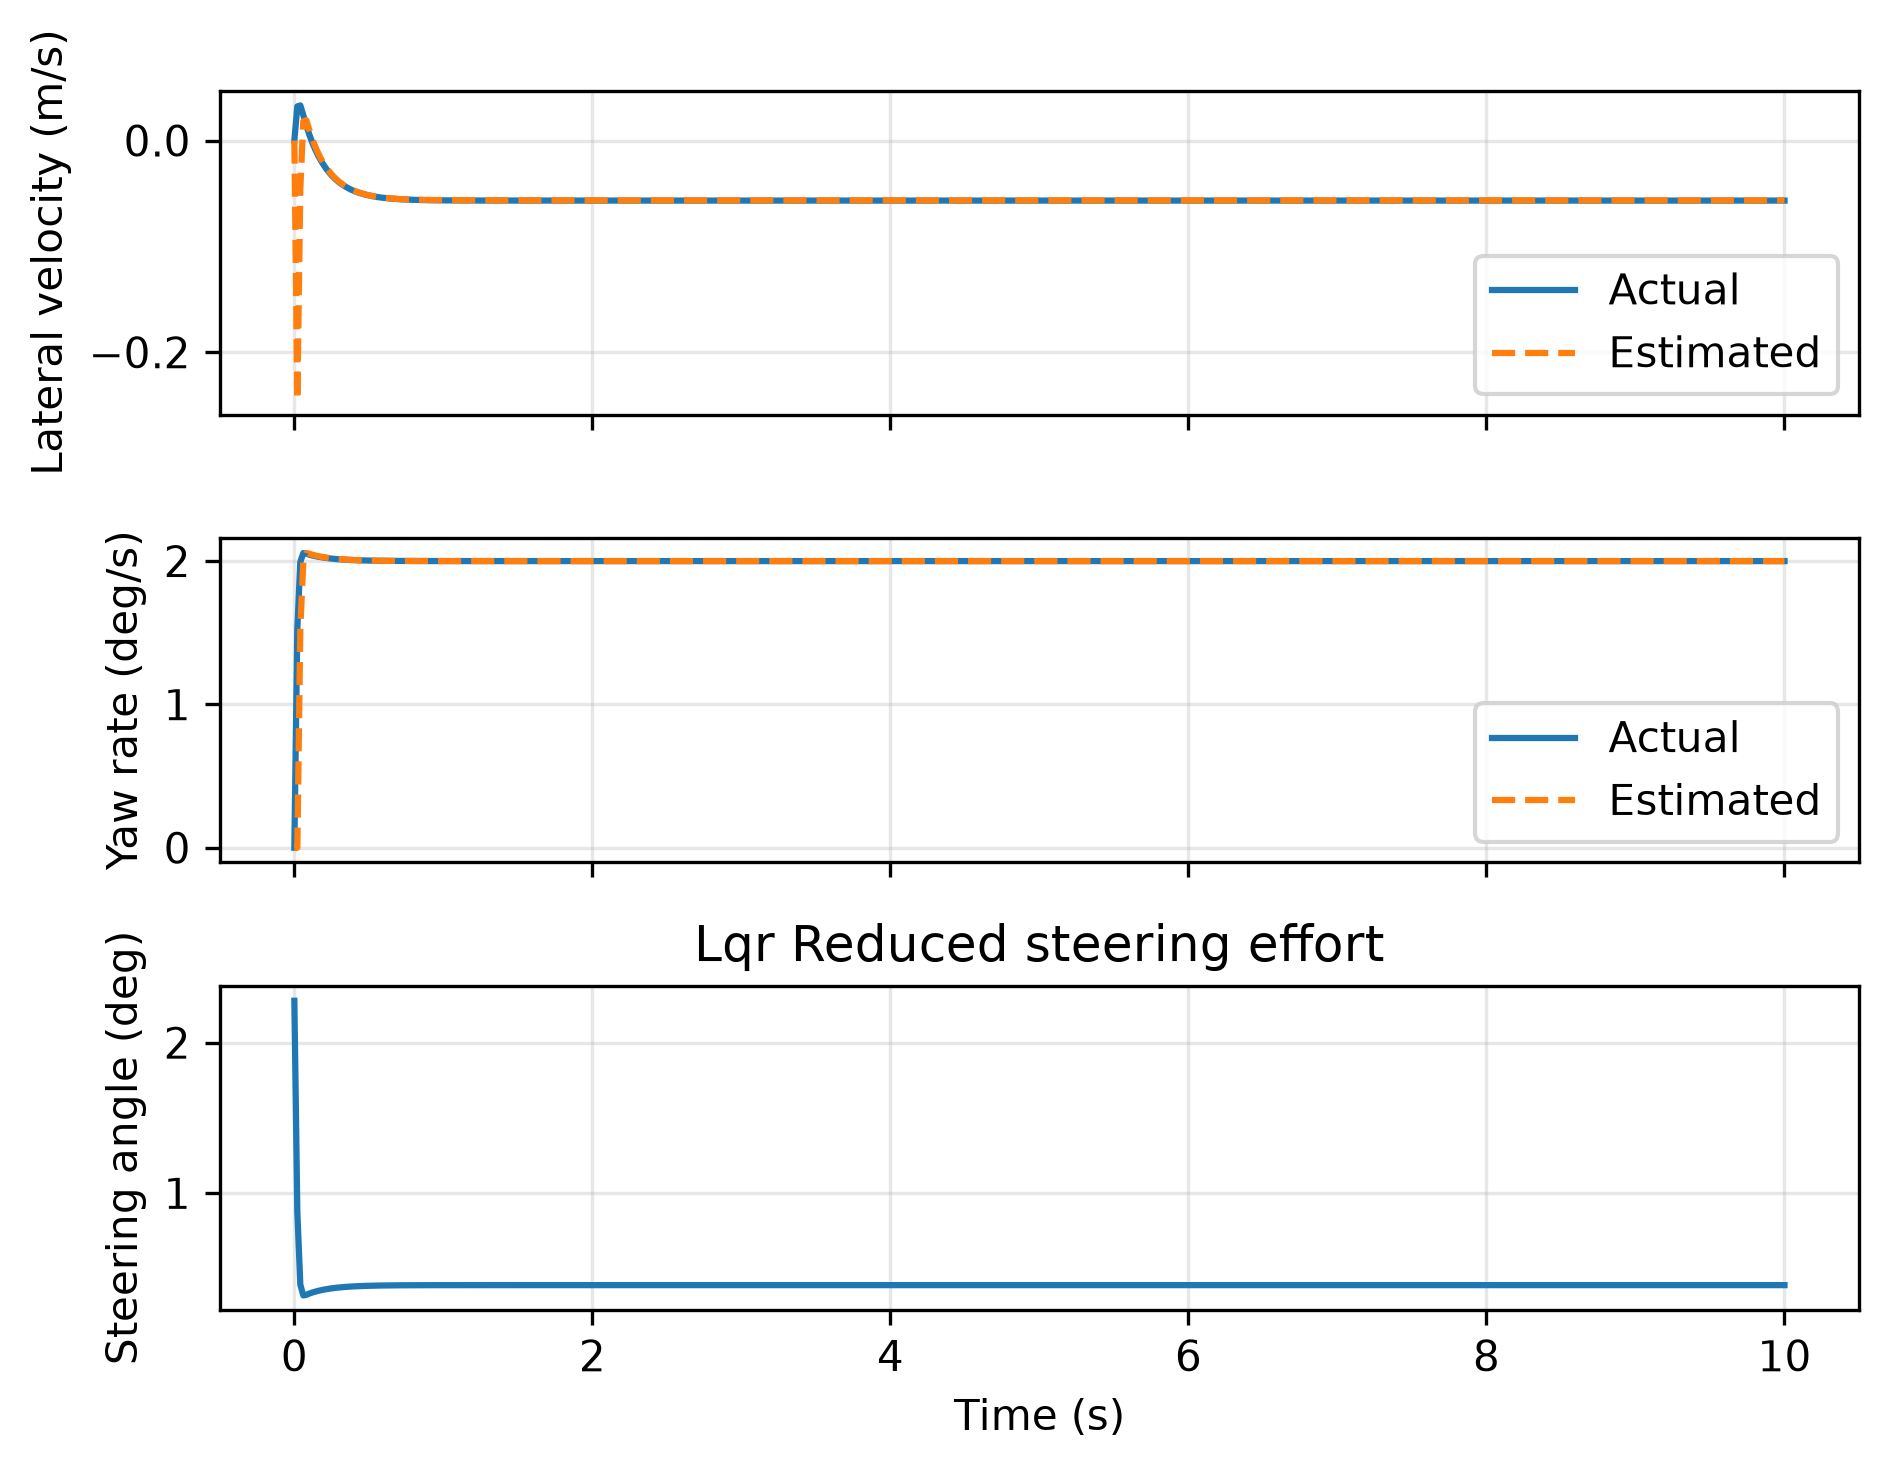 Lateral velocity (m/s)
0.0
−0.2
Actual
Estimated
Yaw rate (deg/s)
2
1
0
Actual
Estimated
Lqr Reduced steering effort
Steering angle (deg)
2
1
0 2 4 6 8 10
Time (s)